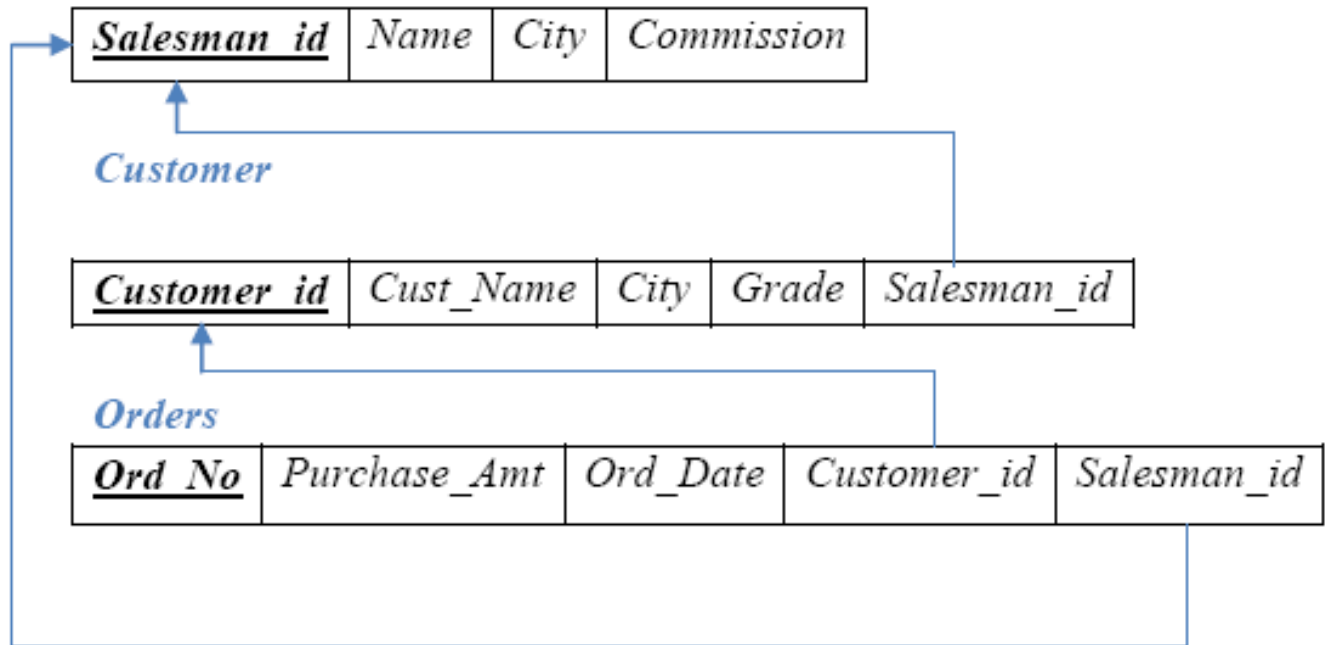 Salesman_id Name City Commission
Customer
Customer_id Cust_Name City Grade Salesman_id
Orders
Ord_No Purchase_Amt Ord_Date Customer_id Salesman_id